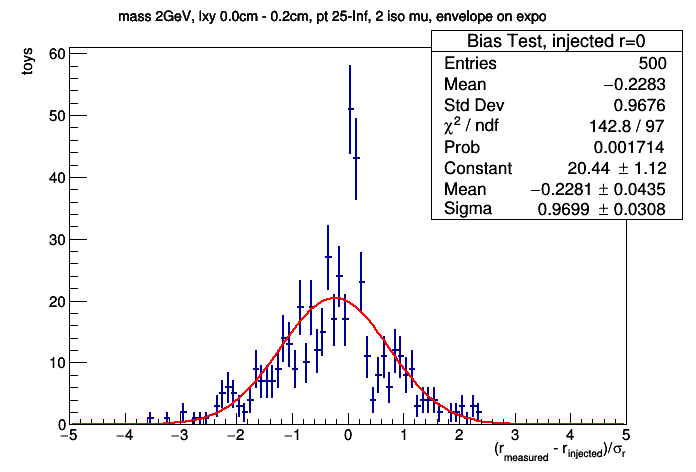 mass 2GeV, lxy 0.0cm - 0.2cm, pt 25-Inf, 2 iso mu, envelope on expo
Bias Test, injected r=0
Entries 500
Mean −0.2283
Std Dev 0.9676
χ² / ndf 142.8 / 97
Prob 0.001714
Constant 20.44 ± 1.12
Mean −0.2281 ± 0.0435
Sigma 0.9699 ± 0.0308
toys
60
50
40
30
20
10
0
−5 −4 −3 −2 −1 0 1 2 3 4 5
(r_measured - r_injected)/σ_r